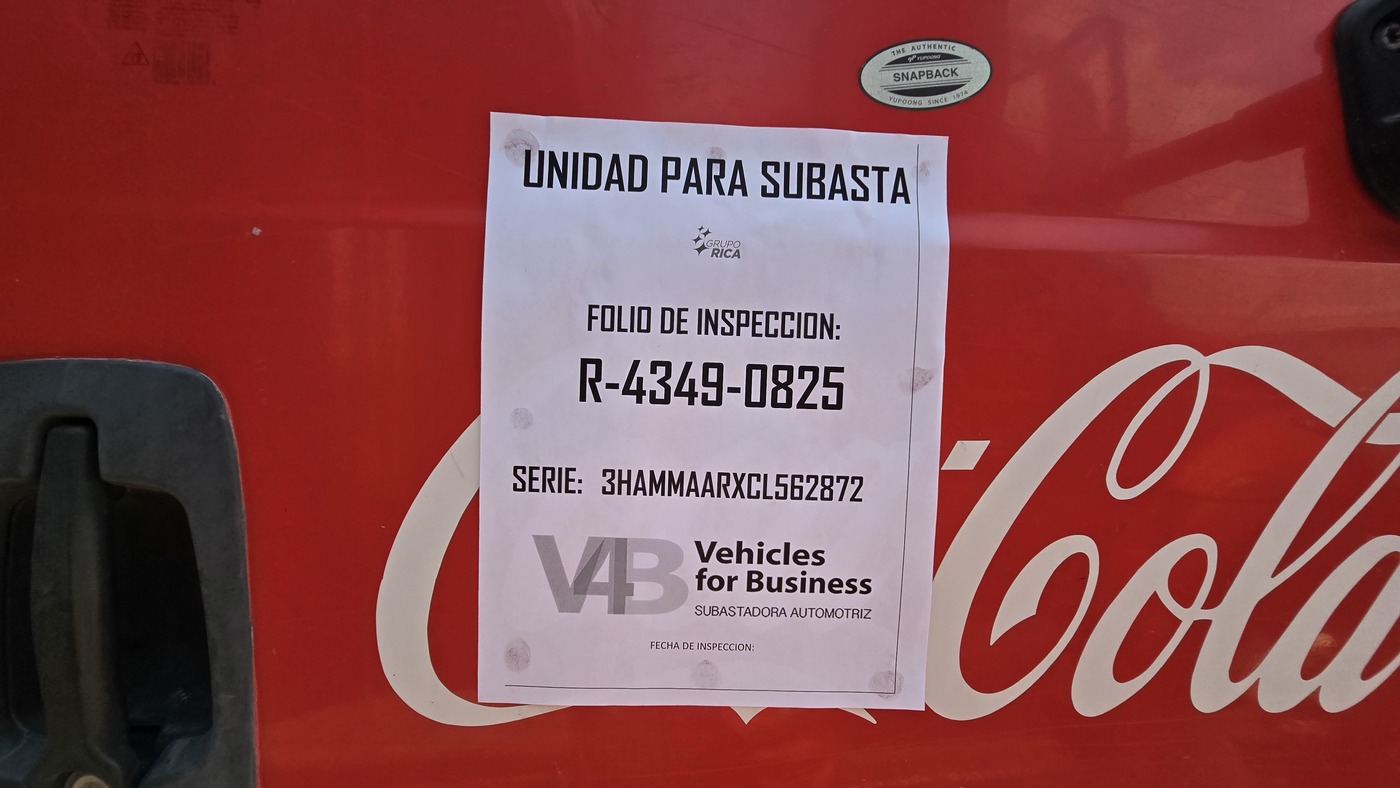 THE AUTHENTIC
YUPOONG
SNAPBACK
YUPOONG SINCE 1974
UNIDAD PARA SUBASTA
GRUPO
RICA
FOLIO DE INSPECCION:
R-4349-0825
SERIE: 3HAMMAARXCL562872
V4B
Vehicles
for Business
SUBASTADORA AUTOMOTRIZ
FECHA DE INSPECCION:
Cola